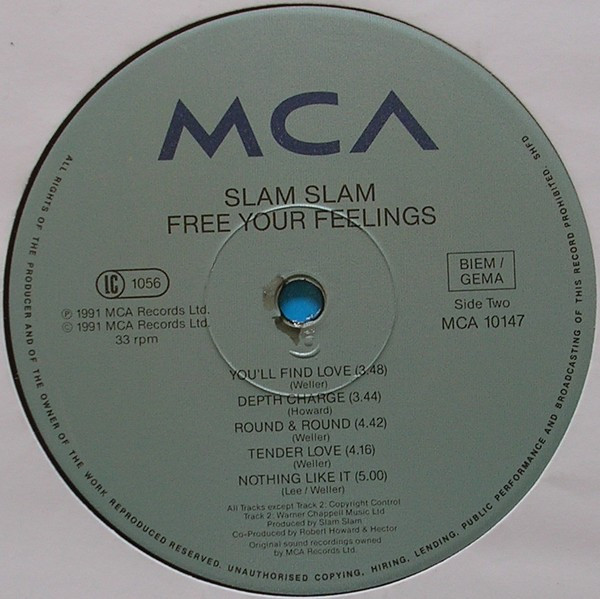 MCA
SLAM SLAM
FREE YOUR FEELINGS
LC 1056
BIEM /
GEMA
℗ 1991 MCA Records Ltd.
© 1991 MCA Records Ltd.
33 rpm
Side Two
MCA 10147
YOU'LL FIND LOVE (3.48)
(Weller)
DEPTH CHARGE (3.44)
(Howard)
ROUND & ROUND (4.42)
(Weller)
TENDER LOVE (4.16)
(Weller)
NOTHING LIKE IT (5.00)
(Lee / Weller)
All Tracks except Track 2: Copyright Control
Track 2: Warner Chappell Music Ltd
Produced by Slam Slam
Co-Produced by Robert Howard & Hector
Original sound recordings owned
by MCA Records Ltd.
ALL RIGHTS OF THE PRODUCER AND OF THE OWNER OF THE WORK REPRODUCED RESERVED. UNAUTHORISED COPYING, HIRING, LENDING, PUBLIC PERFORMANCE AND BROADCASTING OF THIS RECORD PROHIBITED. SHFD